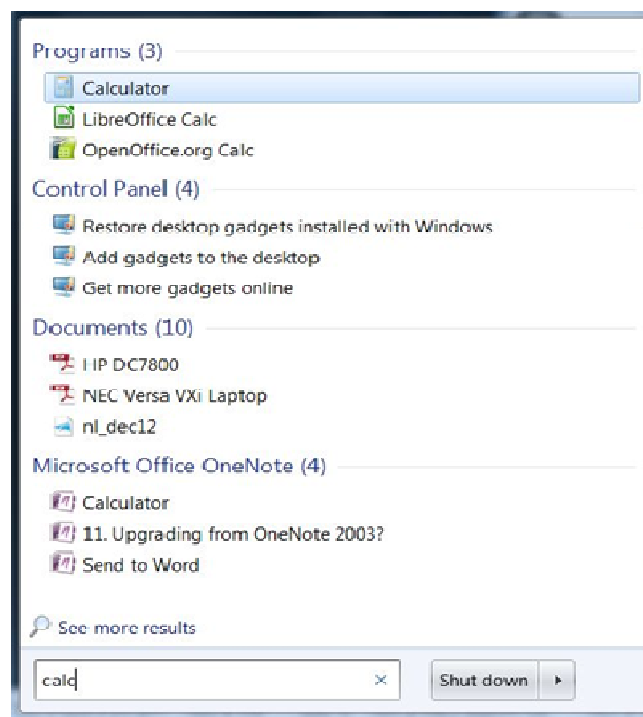 Programs (3)
Calculator
LibreOffice Calc
OpenOffice.org Calc
Control Panel (4)
Restore desktop gadgets installed with Windows
Add gadgets to the desktop
Get more gadgets online
Documents (10)
HP DC7800
NEC Versa VXi Laptop
nl_dec12
Microsoft Office OneNote (4)
Calculator
11. Upgrading from OneNote 2003?
Send to Word
See more results
calc
Shut down